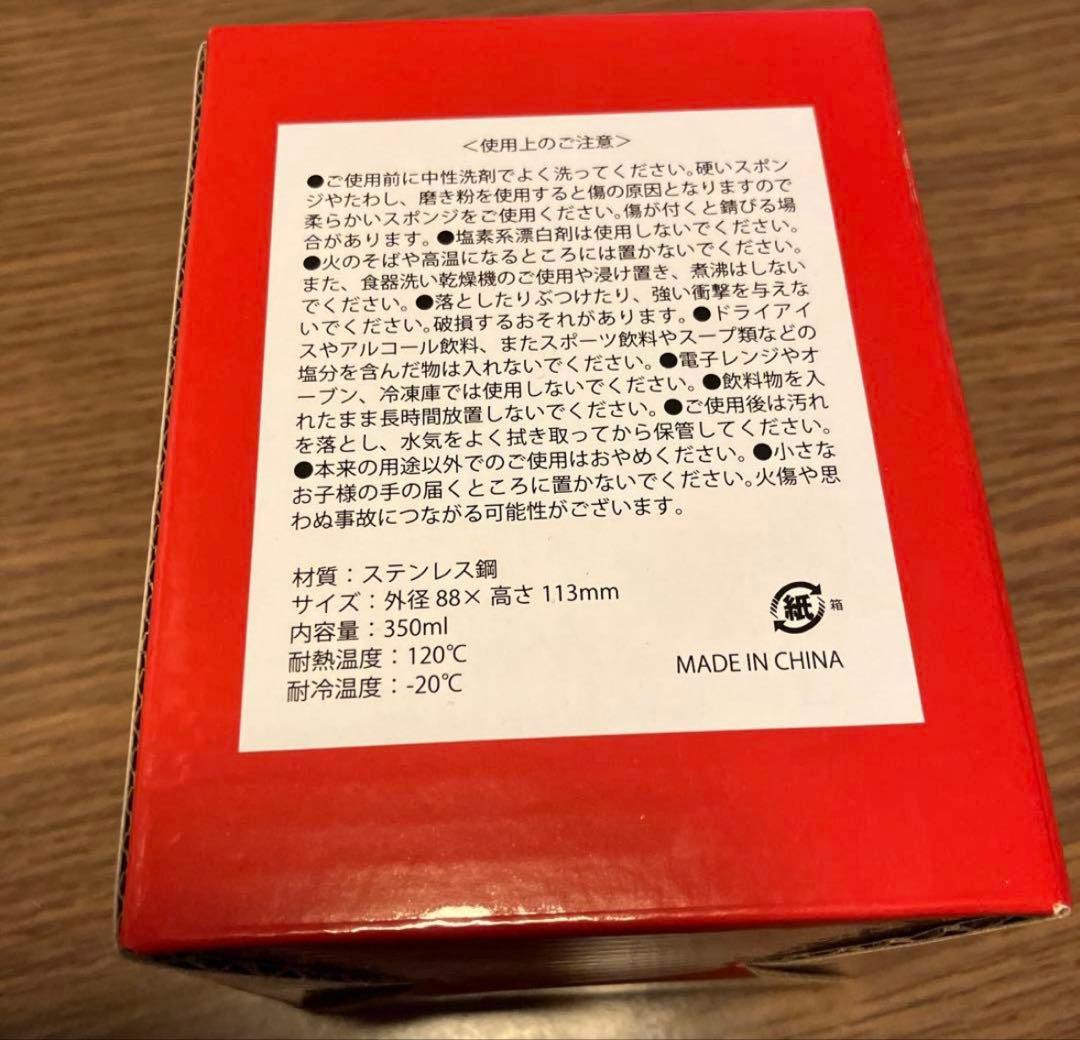 ＜使用上のご注意＞
●ご使用前に中性洗剤でよく洗ってください。硬いスポン
ジやたわし、磨き粉を使用すると傷の原因となりますので
柔らかいスポンジをご使用ください。傷が付くと錆びる場
合があります。●塩素系漂白剤は使用しないでください。
●火のそばや高温になるところには置かないでください。
また、食器洗い乾燥機のご使用や浸け置き、煮沸はしない
でください。●落としたりぶつけたり、強い衝撃を与えな
いでください。破損するおそれがあります。●ドライアイ
スやアルコール飲料、またスポーツ飲料やスープ類などの
塩分を含んだ物は入れないでください。●電子レンジやオ
ーブン、冷凍庫では使用しないでください。●飲料物を入
れたまま長時間放置しないでください。●ご使用後は汚れ
を落とし、水気をよく拭き取ってから保管してください。
●本来の用途以外でのご使用はおやめください。●小さな
お子様の手の届くところに置かないでください。火傷や思
わぬ事故につながる可能性がございます。
材質：ステンレス鋼
サイズ：外径 88× 高さ 113mm
内容量：350ml
耐熱温度：120℃
耐冷温度：-20℃
紙 箱
MADE IN CHINA